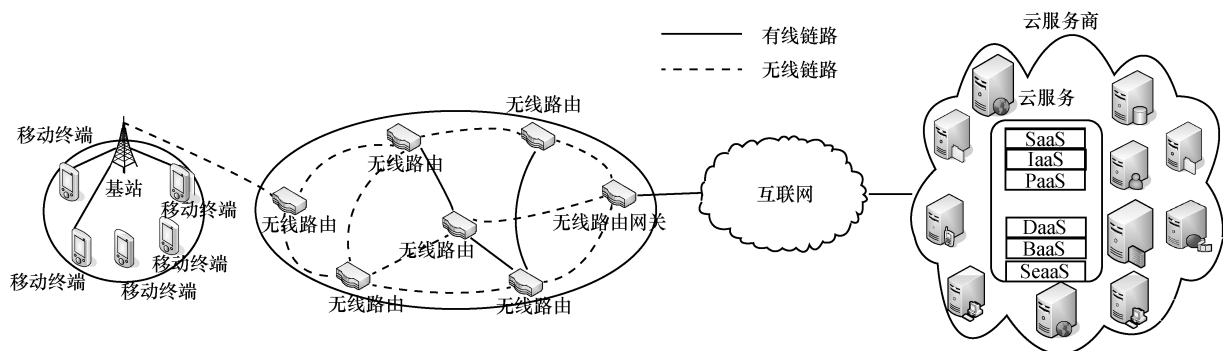 云服务商
有线链路
无线链路
云服务
移动终端
基站
移动终端
移动终端
移动终端
移动终端
无线路由
无线路由
无线路由
无线路由
无线路由网关
无线路由
无线路由
互联网
SaaS
IaaS
PaaS
DaaS
BaaS
SeaaS